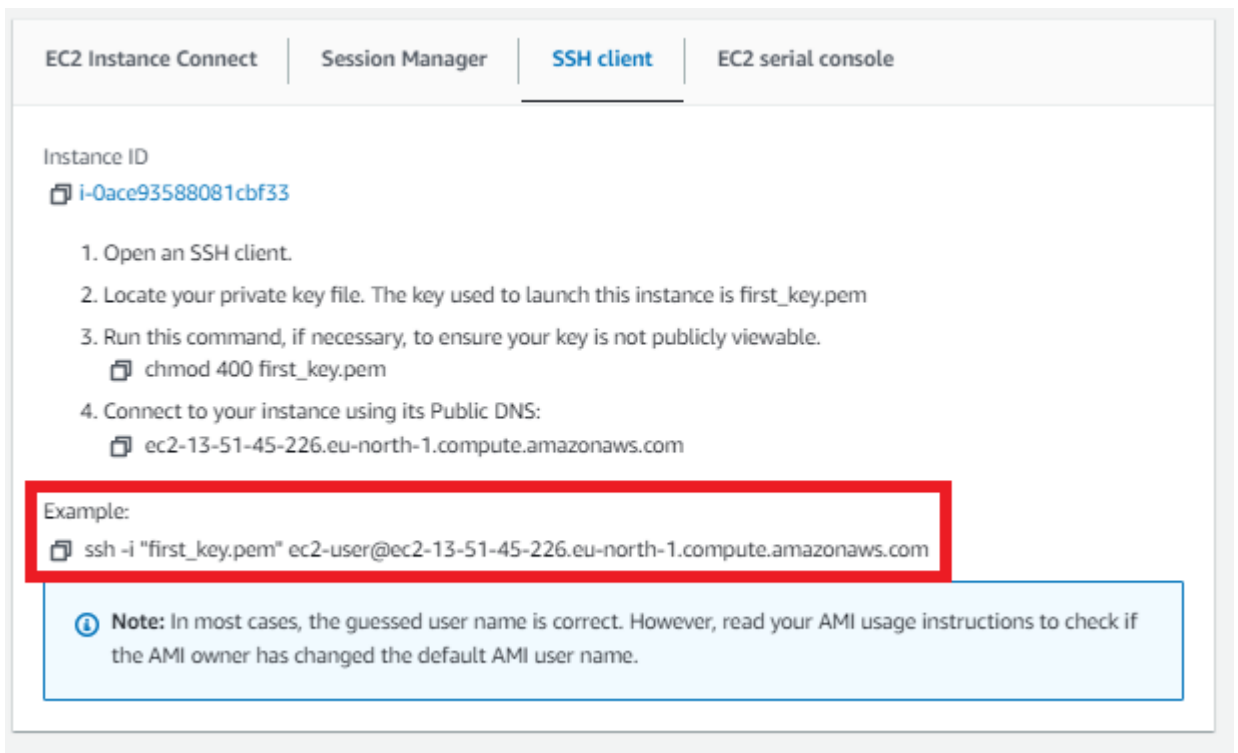 EC2 Instance Connect
Session Manager
SSH client
EC2 serial console
Instance ID
i-0ace93588081cbf33
1. Open an SSH client.
2. Locate your private key file. The key used to launch this instance is first_key.pem
3. Run this command, if necessary, to ensure your key is not publicly viewable.
chmod 400 first_key.pem
4. Connect to your instance using its Public DNS:
ec2-13-51-45-226.eu-north-1.compute.amazonaws.com
Example:
ssh -i "first_key.pem" ec2-user@ec2-13-51-45-226.eu-north-1.compute.amazonaws.com
Note: In most cases, the guessed user name is correct. However, read your AMI usage instructions to check if
the AMI owner has changed the default AMI user name.